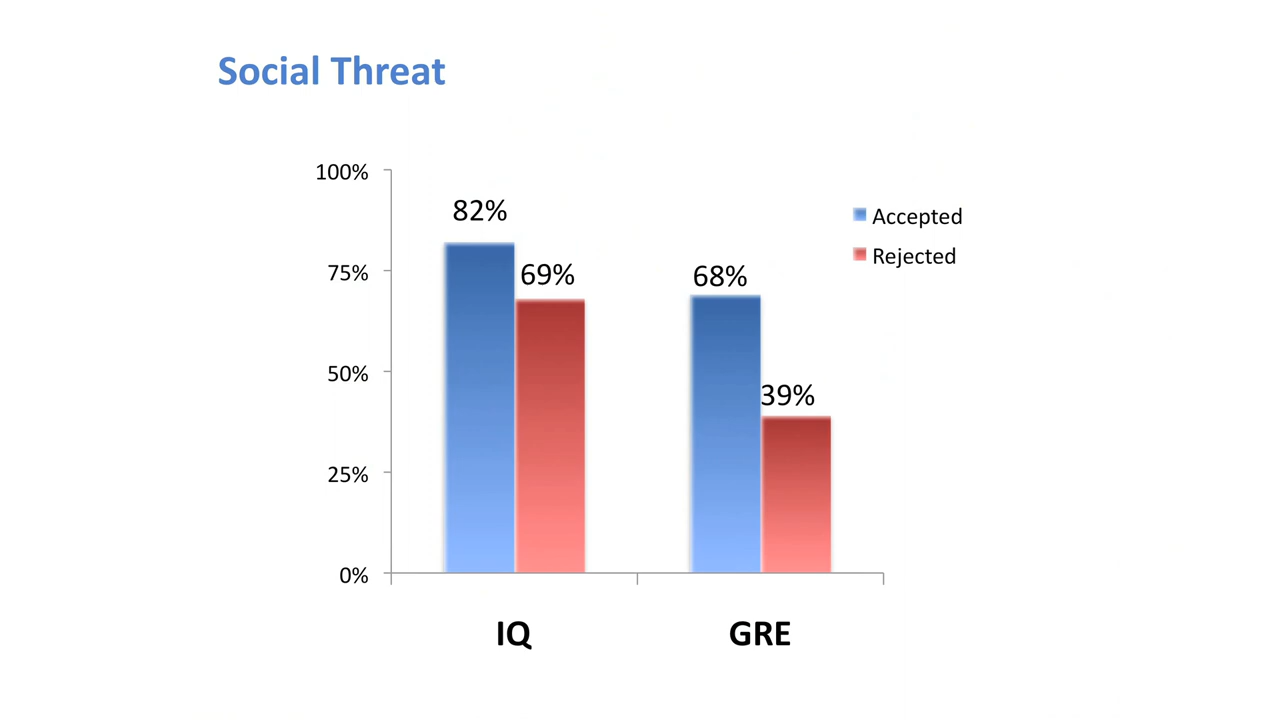 Social Threat
100%
75%
50%
25%
0%
82%
69%
68%
39%
Accepted
Rejected
IQ
GRE